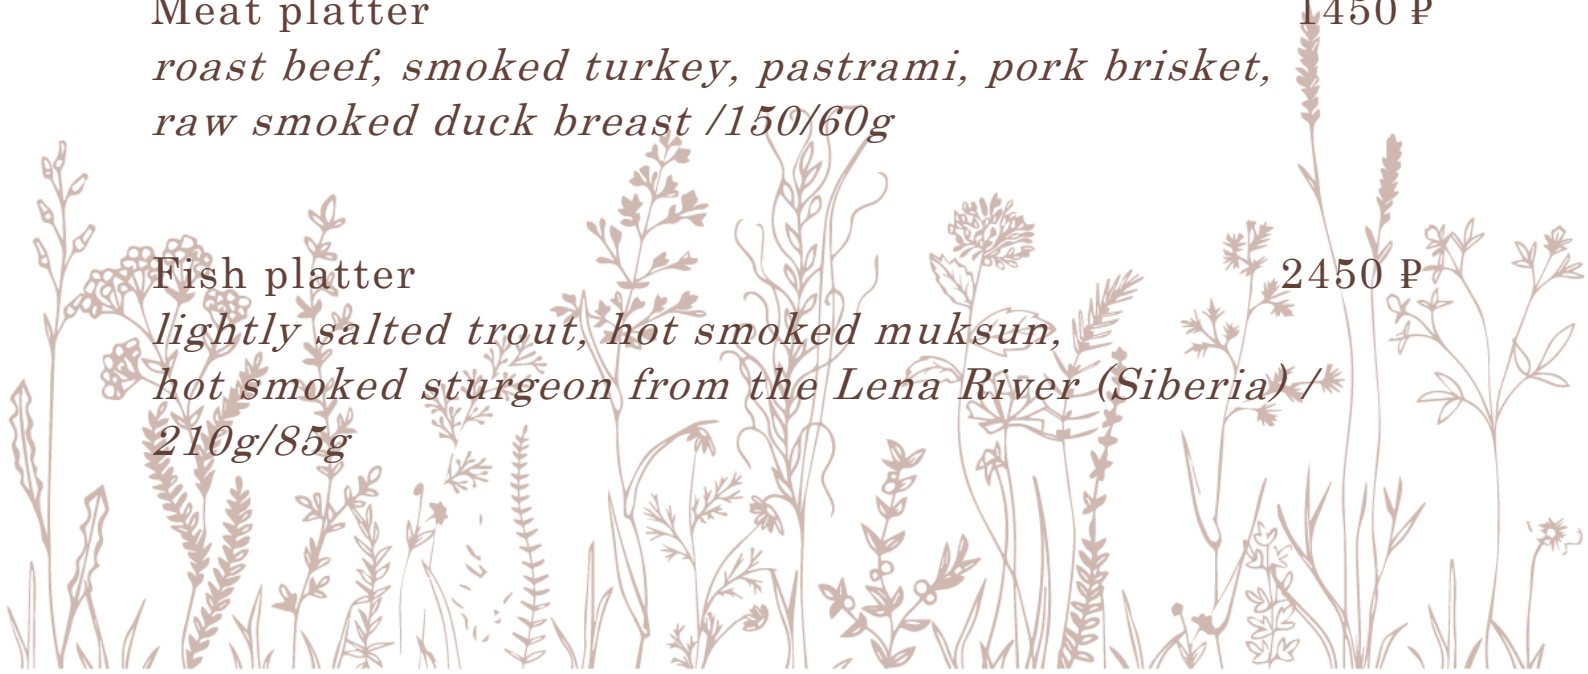 Meat platter 1450 ₽
roast beef, smoked turkey, pastrami, pork brisket,
raw smoked duck breast /150/60g
Fish platter 2450 ₽
lightly salted trout, hot smoked muksun,
hot smoked sturgeon from the Lena River (Siberia) /
210g/85g